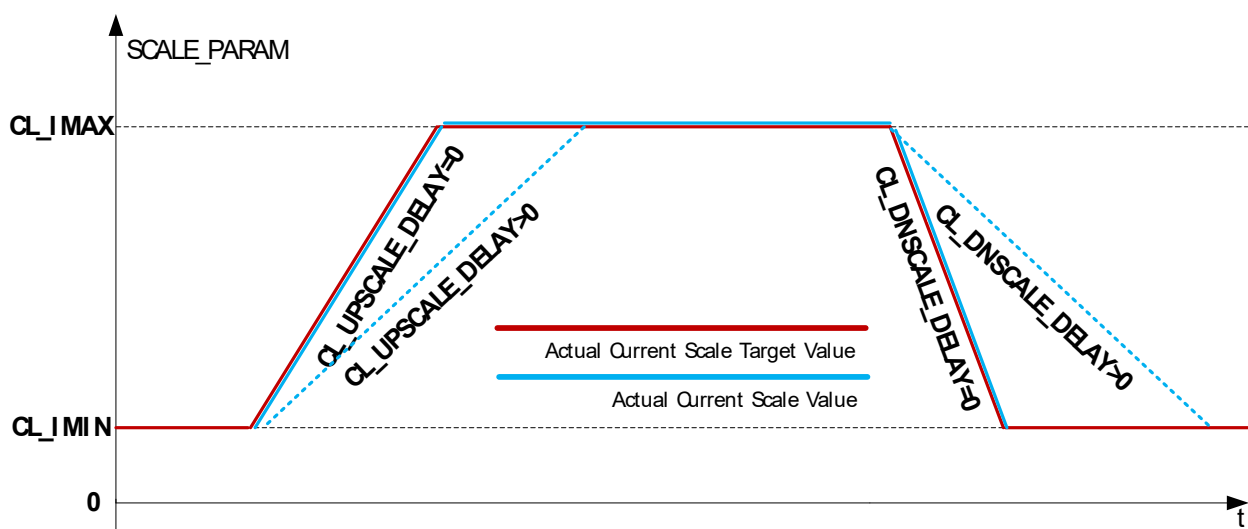 SCALE_PARAM
CL_IMAX
CL_UPSCALE_DELAY=0
CL_UPSCALE_DELAY>0
CL_DNSCALE_DELAY=0
CL_DNSCALE_DELAY>0
Actual Current Scale Target Value
Actual Current Scale Value
CL_IMIN
0
t